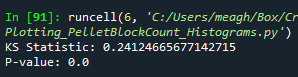 In [91]: runcell(6, 'C:/Users/meagh/Box/Cr
Plotting_PelletBlockCount_Histograms.py')
KS Statistic: 0.24124665677142715
P-value: 0.0